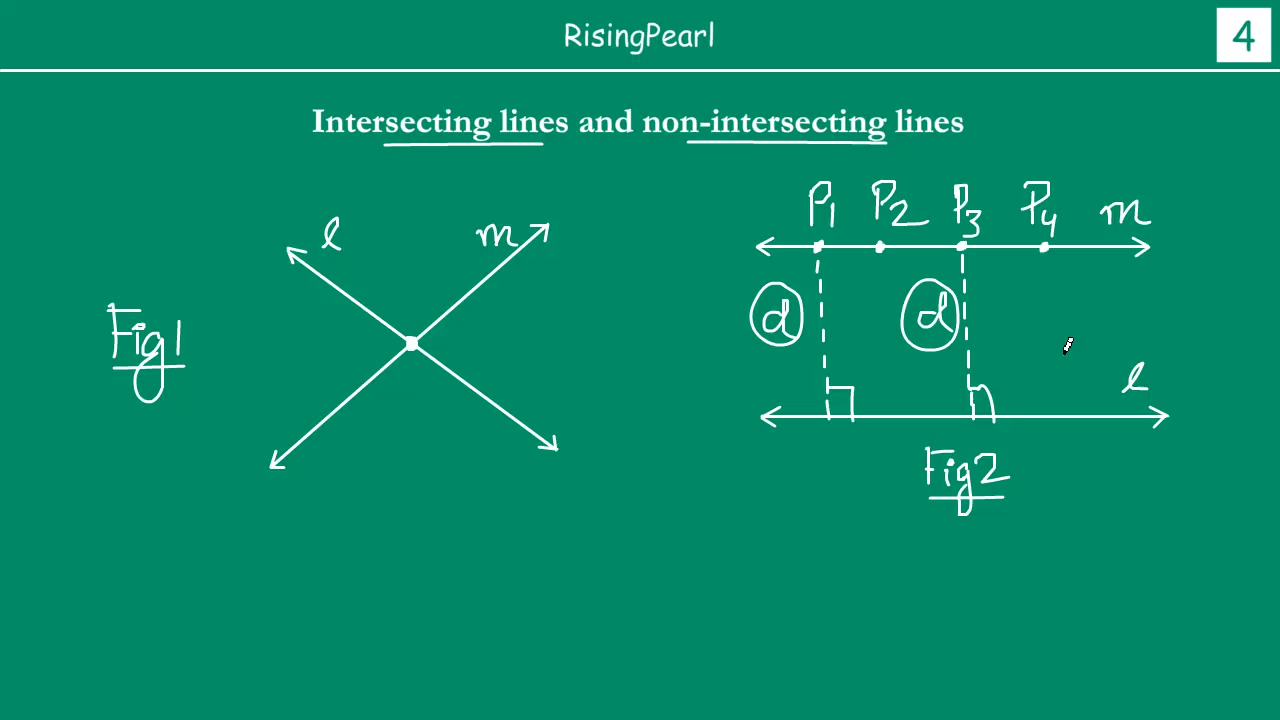 RisingPearl
4
Intersecting lines and non-intersecting lines
l m
P1 P2 P3 P4 m
Fig1
d d
l
Fig2